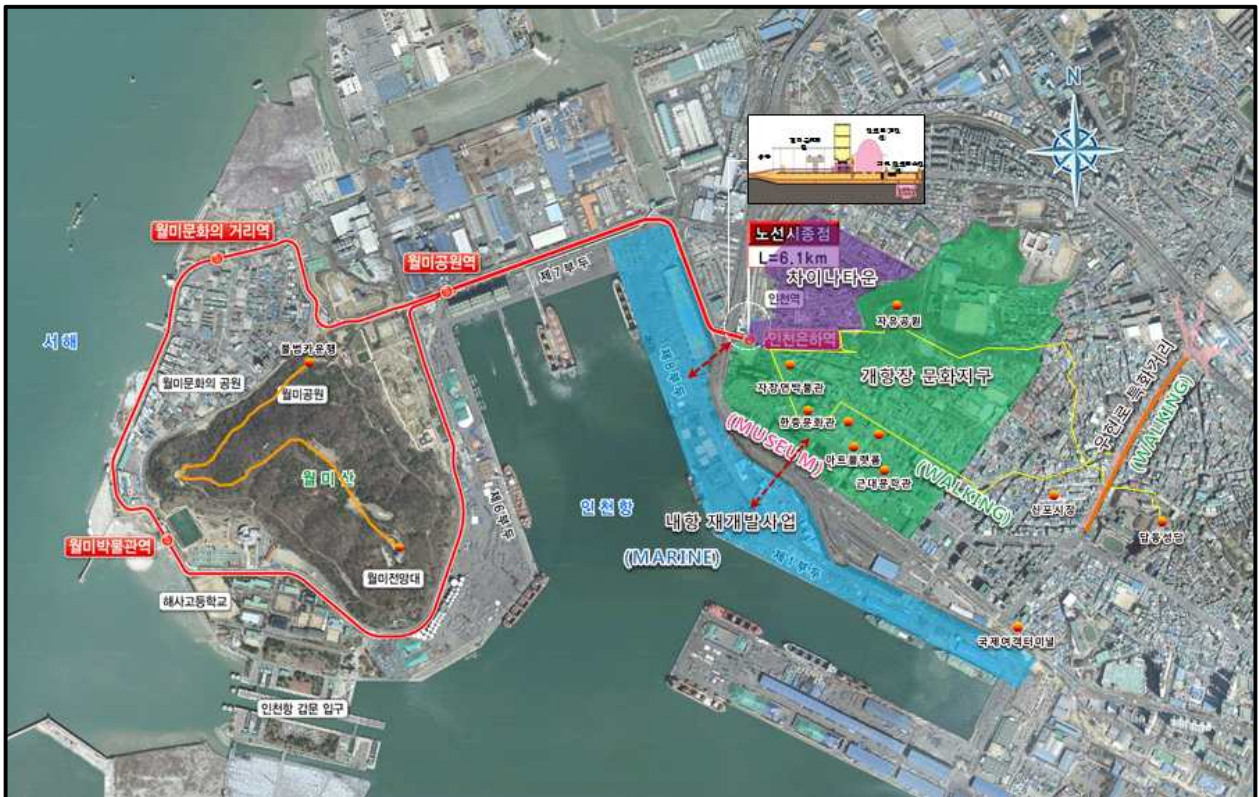 N
노선시종점
L=6.1km
차이나타운
인천역
인천은하역
월미문화의 거리역
월미공원역
제7부두
자유공원
서해
월미문화의 공원
월미공원
제8부두
자장면박물관
개항장 문화지구
우현로 특화거리
(WALKING)
한중문화관
(MUSEUM)
아트플랫폼
근대문학관
(WALKING)
월미산
제6부두
인천항
(MARINE)
내항 재개발사업
신포시장
답동성당
월미박물관역
월미전망대
해사고등학교
제1부두
국제여객터미널
인천항 갑문 입구